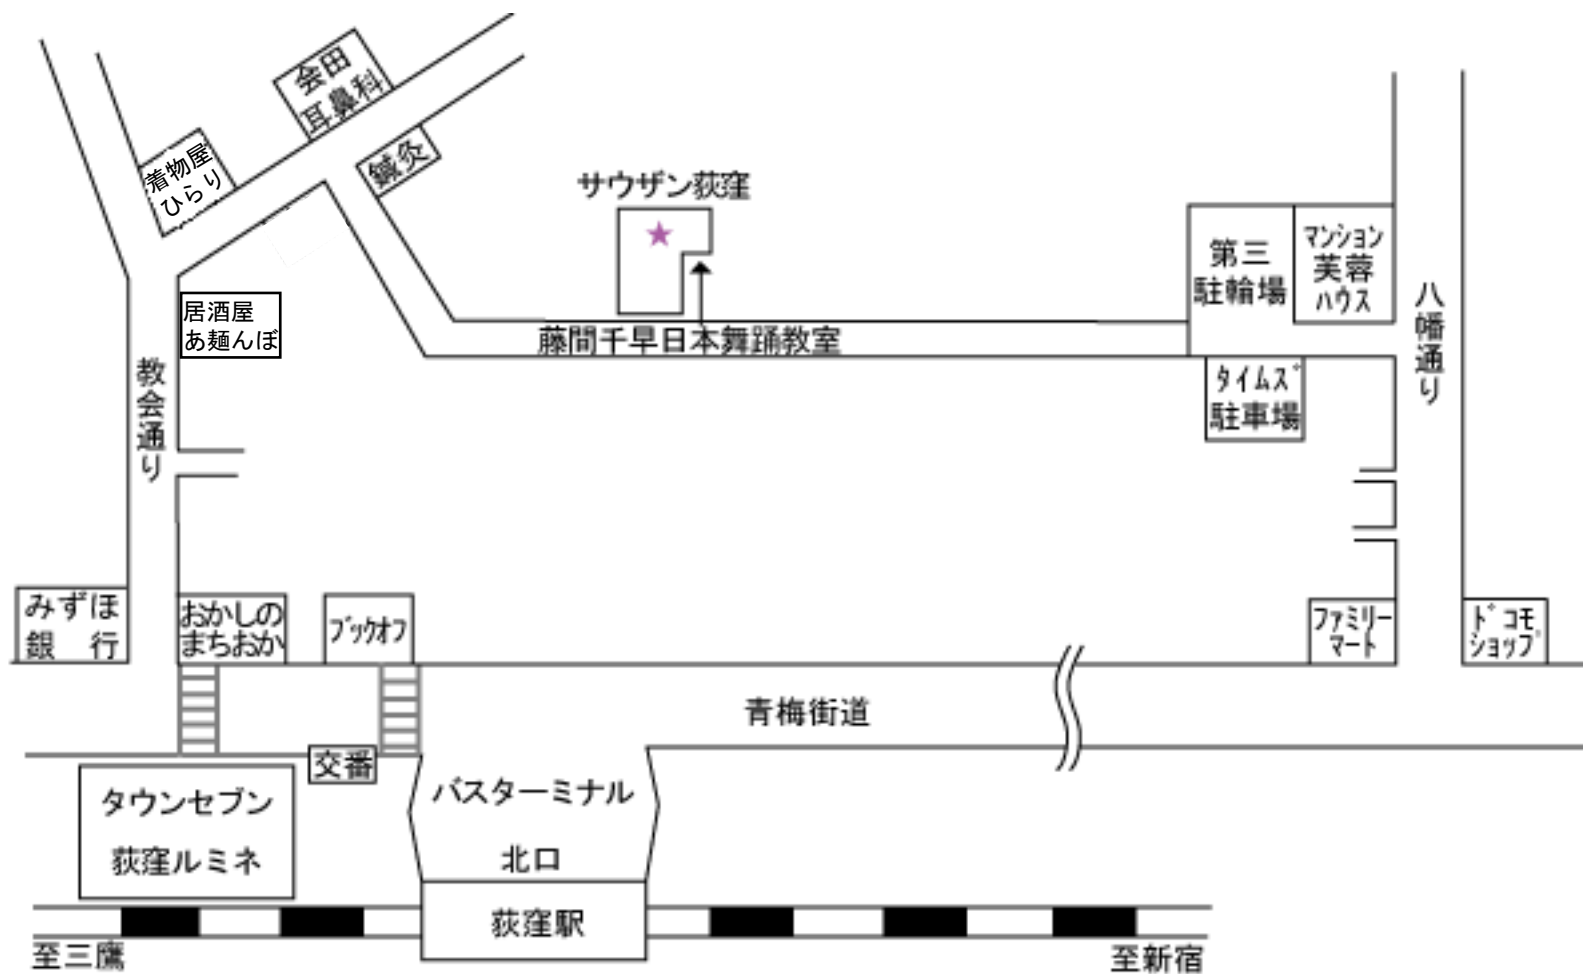 会田
耳鼻科
着物屋
ひらり
鍼灸
サウザン荻窪
藤間千早日本舞踊教室
第三
駐輪場
マンション
芙蓉
ハウス
八幡通り
居酒屋
あ麺んぼ
教会通り
タイムズ
駐車場
みずほ
銀行
おかしの
まちおか
ブックオフ
ファミリー
マート
ドコモ
ショップ
青梅街道
交番
タウンセブン
荻窪ルミネ
バスターミナル
北口
荻窪駅
至三鷹
至新宿